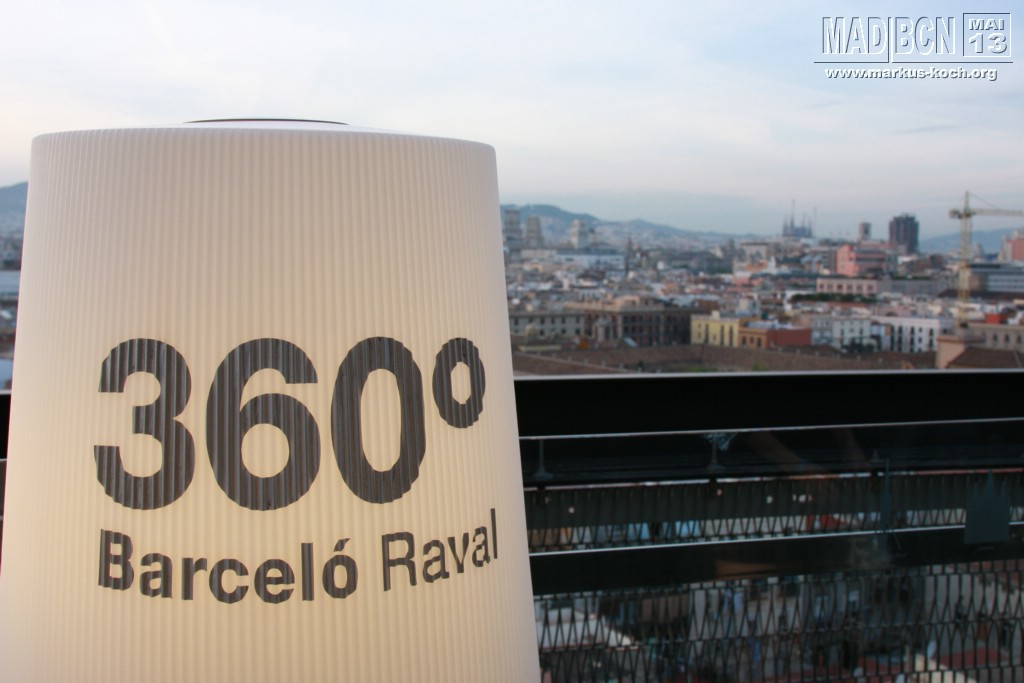 MAD|BCN MAI
13
www.markus-koch.org
360º
Barceló Raval